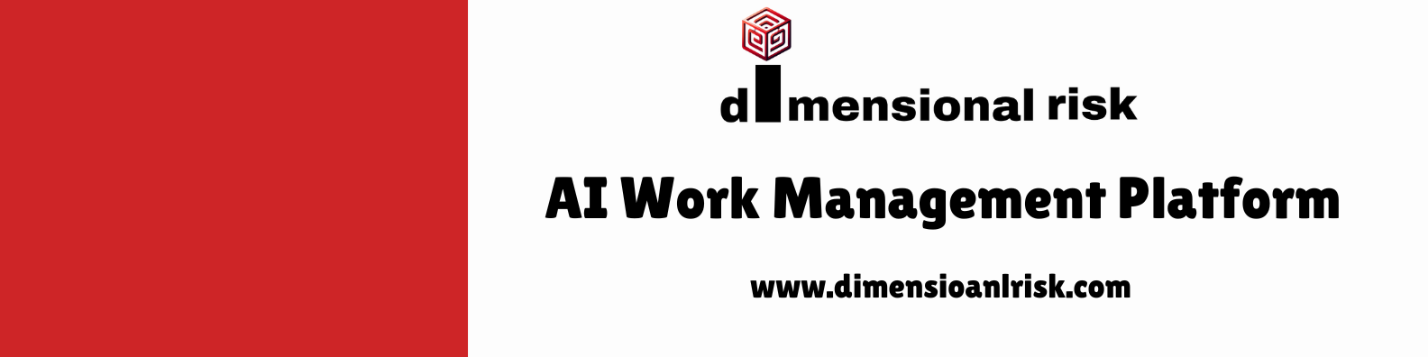 dimensional risk
AI Work Management Platform
www.dimensioanlrisk.com